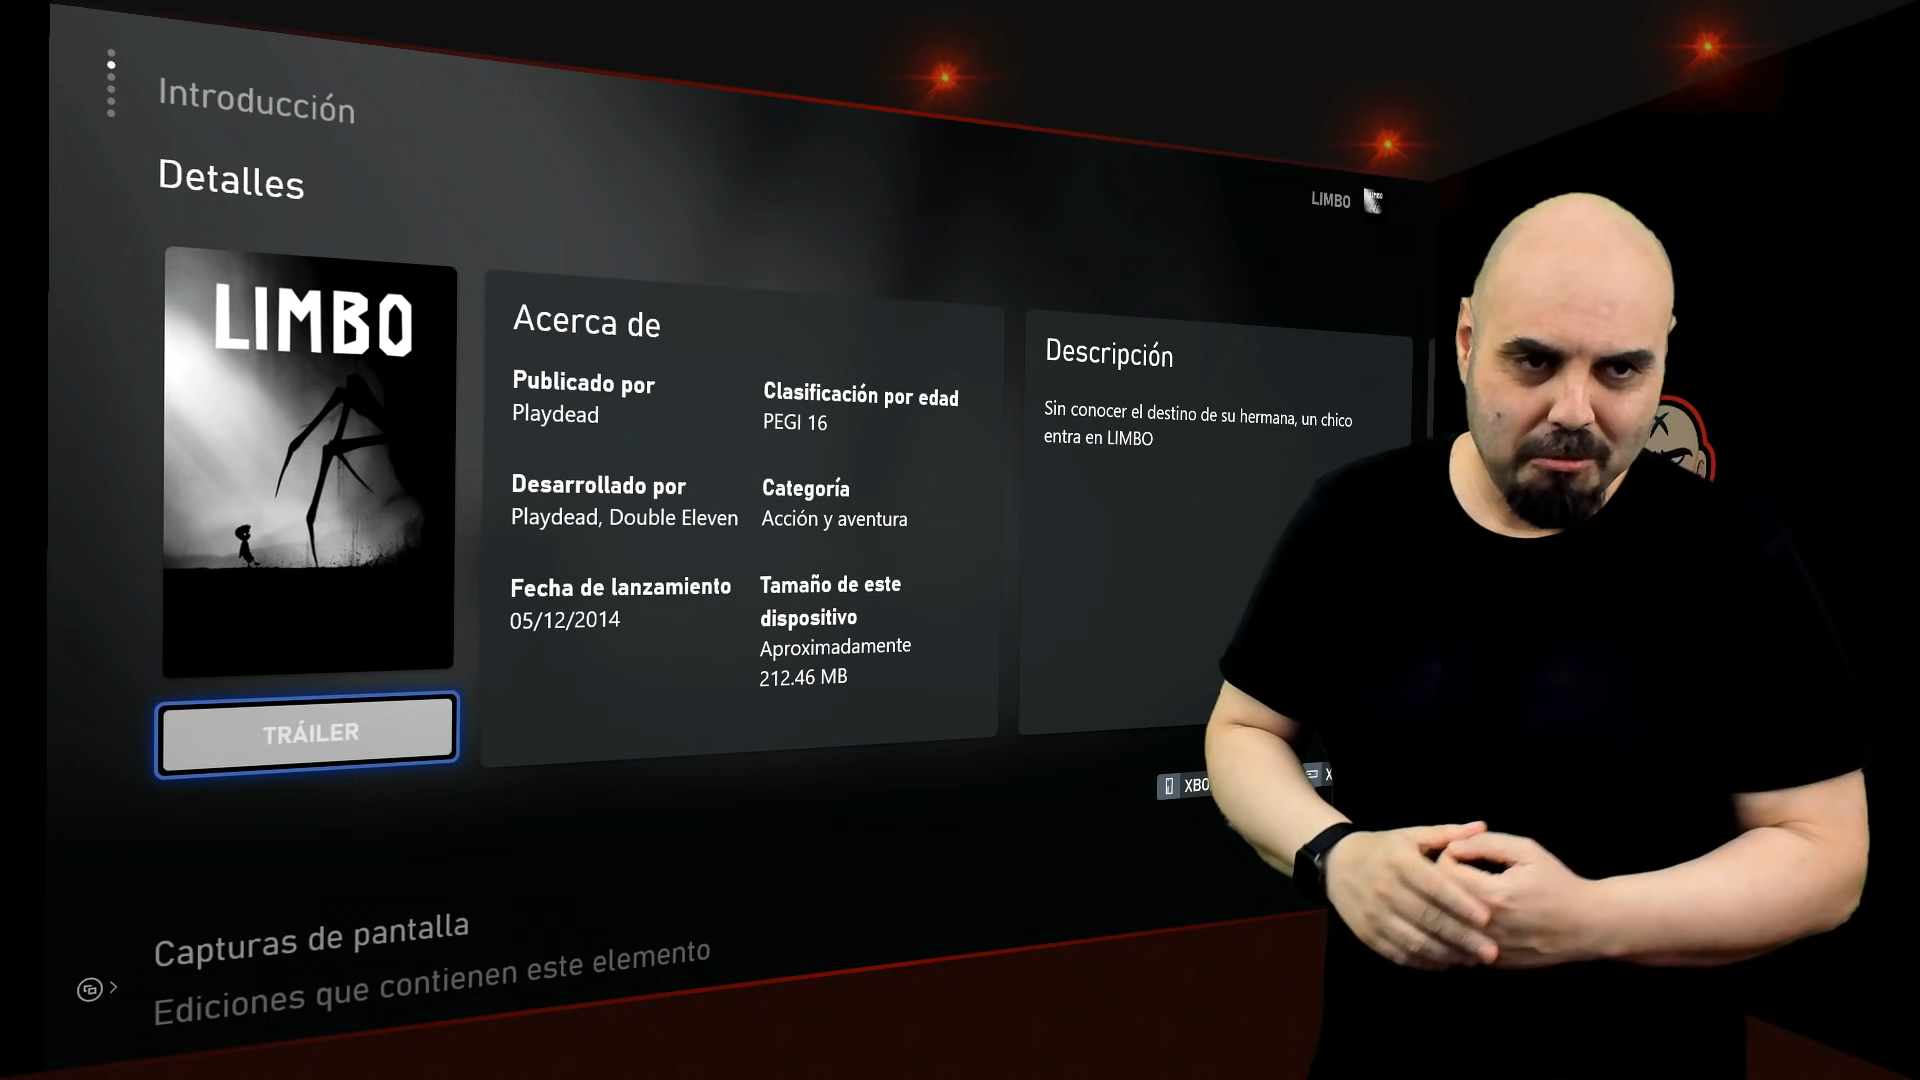 Introducción
Detalles
LIMBO
LIMBO
Acerca de
Publicado por
Playdead
Clasificación por edad
PEGI 16
Desarrollado por
Playdead, Double Eleven
Categoría
Acción y aventura
Fecha de lanzamiento
05/12/2014
Tamaño de este
dispositivo
Aproximadamente
212.46 MB
Descripción
Sin conocer el destino de su hermana, un chico
entra en LIMBO
TRÁILER
XBO
X
Capturas de pantalla
Ediciones que contienen este elemento